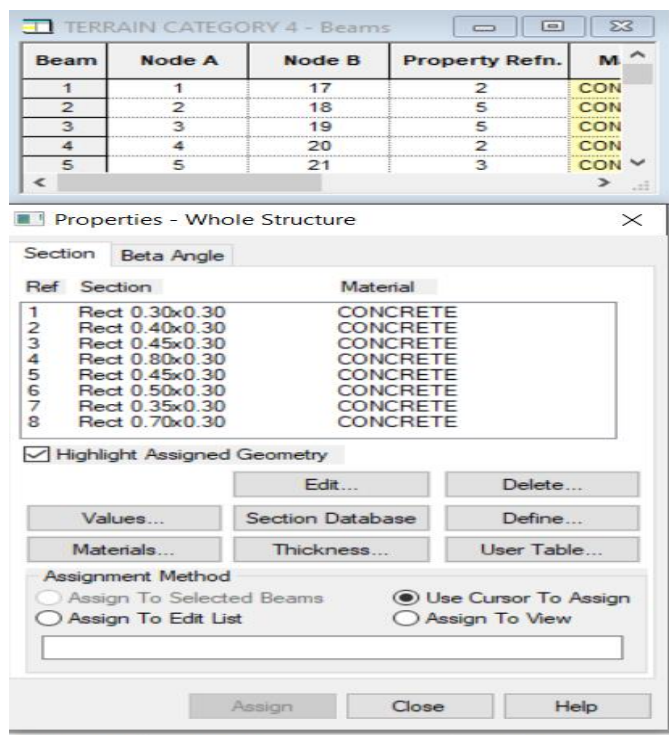 TERRAIN CATEGORY 4 - Beams
Beam Node A Node B Property Refn. M
1 1 17 2 CON
2 2 18 5 CON
3 3 19 5 CON
4 4 20 2 CON
5 5 21 3 CON
Properties - Whole Structure
Section Beta Angle
Ref Section Material
1 Rect 0.30x0.30 CONCRETE
2 Rect 0.40x0.30 CONCRETE
3 Rect 0.45x0.30 CONCRETE
4 Rect 0.80x0.30 CONCRETE
5 Rect 0.45x0.30 CONCRETE
6 Rect 0.50x0.30 CONCRETE
7 Rect 0.35x0.30 CONCRETE
8 Rect 0.70x0.30 CONCRETE
Highlight Assigned Geometry
Edit... Delete...
Values... Section Database Define...
Materials... Thickness... User Table...
Assignment Method
Assign To Selected Beams Use Cursor To Assign
Assign To Edit List Assign To View
Assign Close Help